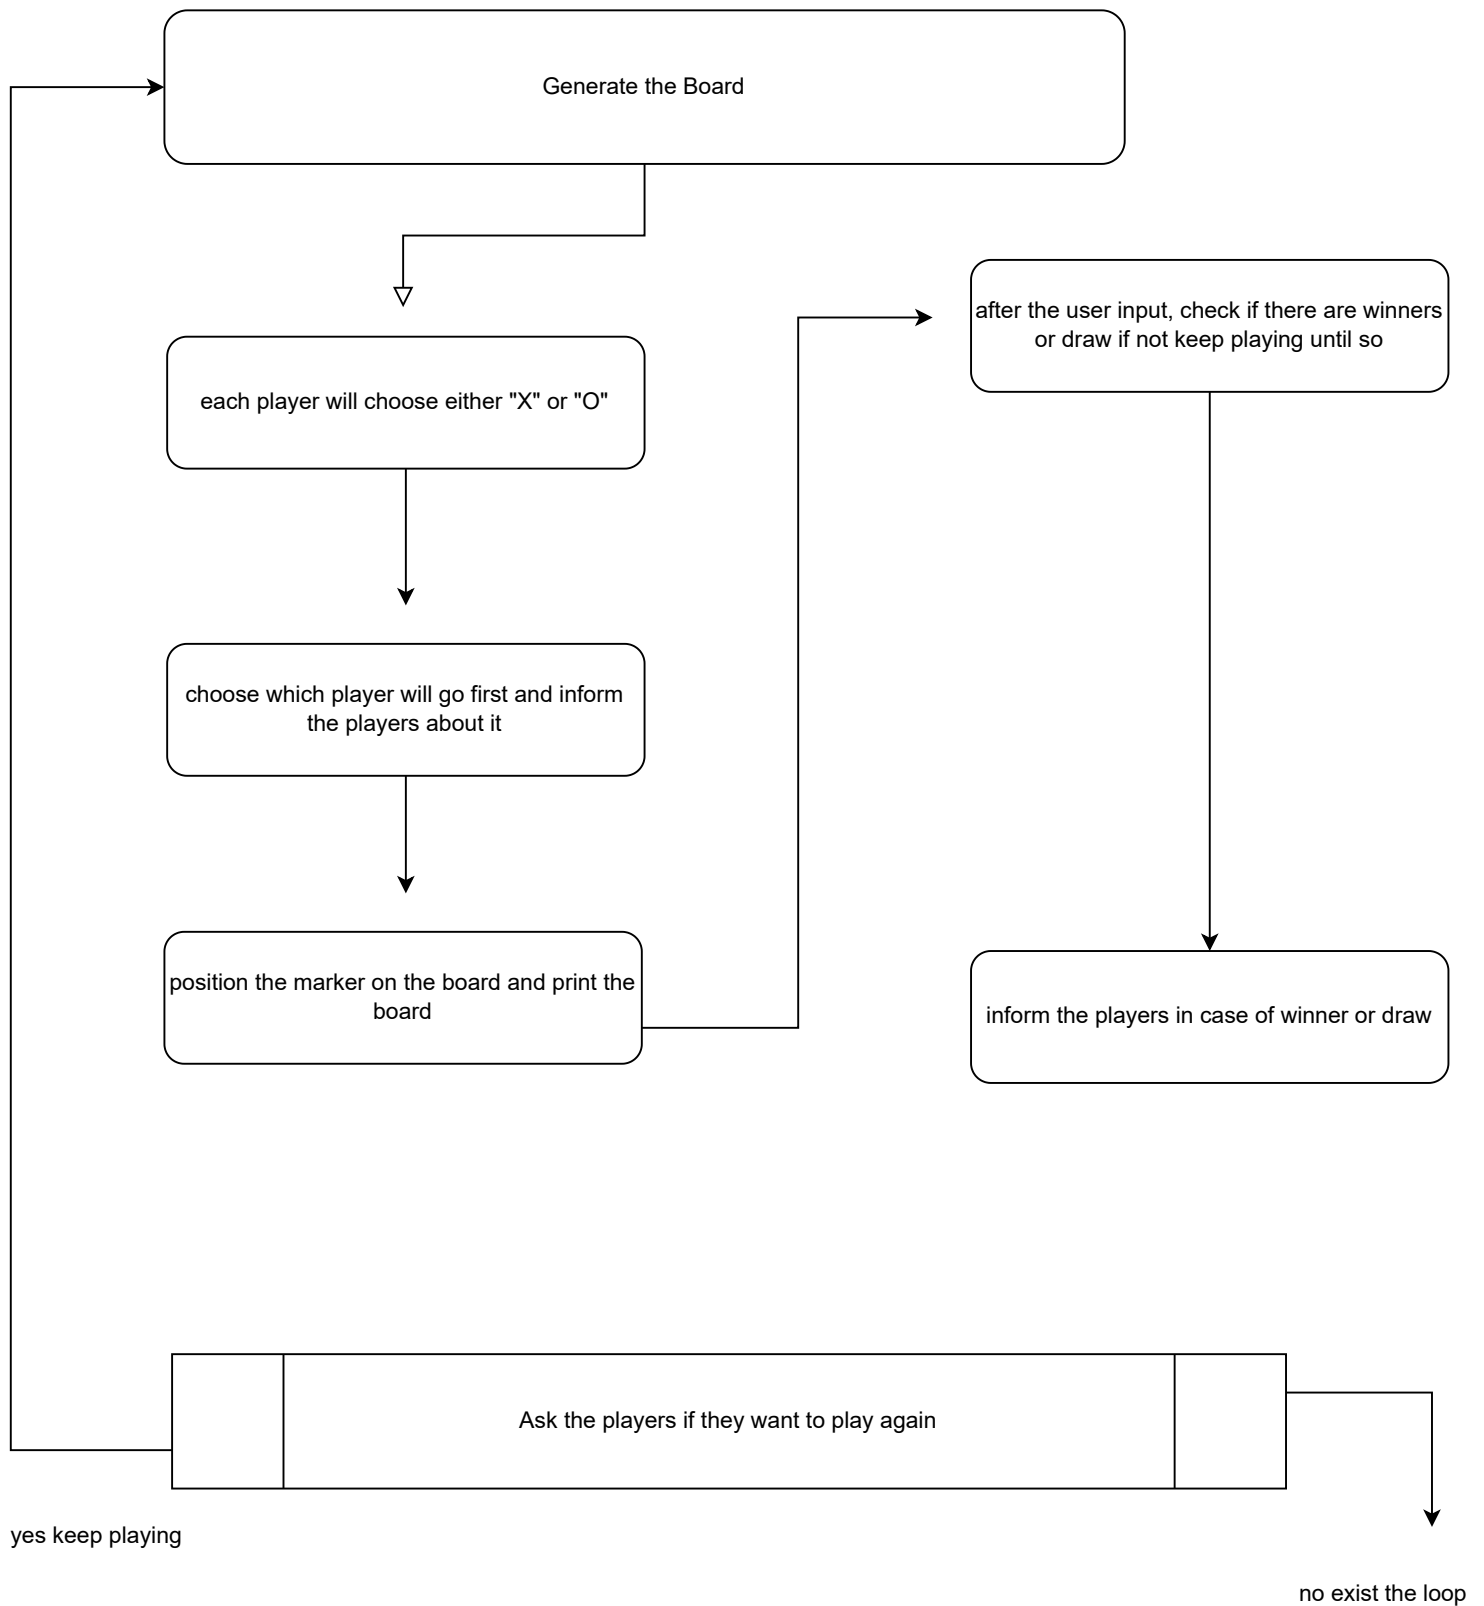 Generate the Board
each player will choose either "X" or "O"
choose which player will go first and inform
the players about it
position the marker on the board and print the
board
after the user input, check if there are winners
or draw if not keep playing until so
inform the players in case of winner or draw
Ask the players if they want to play again
yes keep playing
no exist the loop